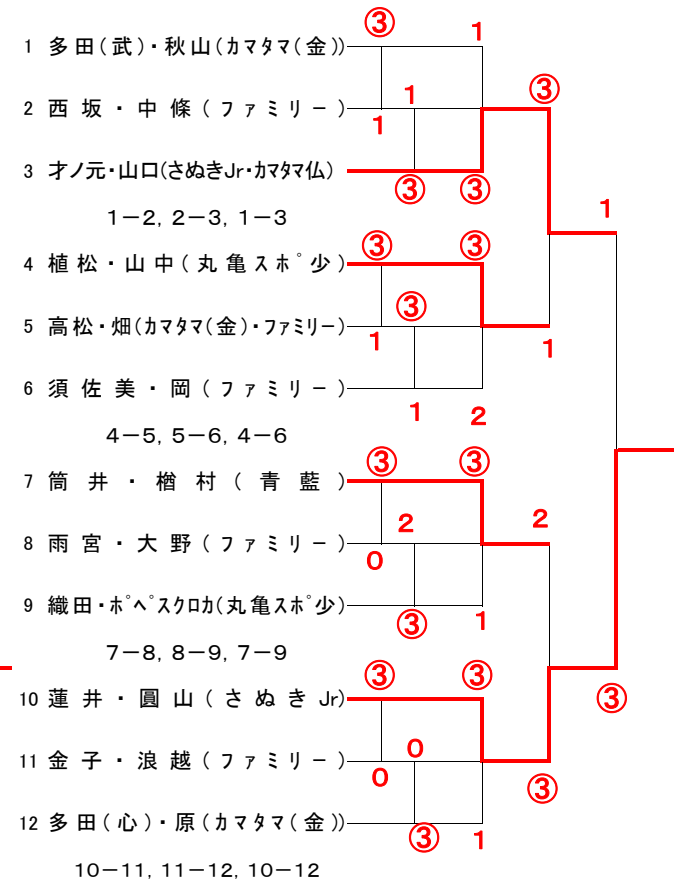 ③ 1
1 多田(武)・秋山(カマタマ(金))
1 ③
2 西坂・中條(ファミリー)
1
3 才ノ元・山口(さぬきJr・カマタマ仏)
③ ③
1
1－2, 2－3, 1－3
③ ③
4 植松・山中(丸亀スポ少)
③
5 高松・畑(カマタマ(金)・ファミリー)
1 1
6 須佐美・岡(ファミリー)
1 2
4－5, 5－6, 4－6
③ ③
7 筒井・楢村(青藍)
2 2
8 雨宮・大野(ファミリー)
0
9 織田・ポペスクロカ(丸亀スポ少)
③ 1
7－8, 8－9, 7－9
③ ③
10 蓮井・圓山(さぬきJr)
③
0
11 金子・浪越(ファミリー)
0 ③
12 多田(心)・原(カマタマ(金))
③ 1
10－11, 11－12, 10－12